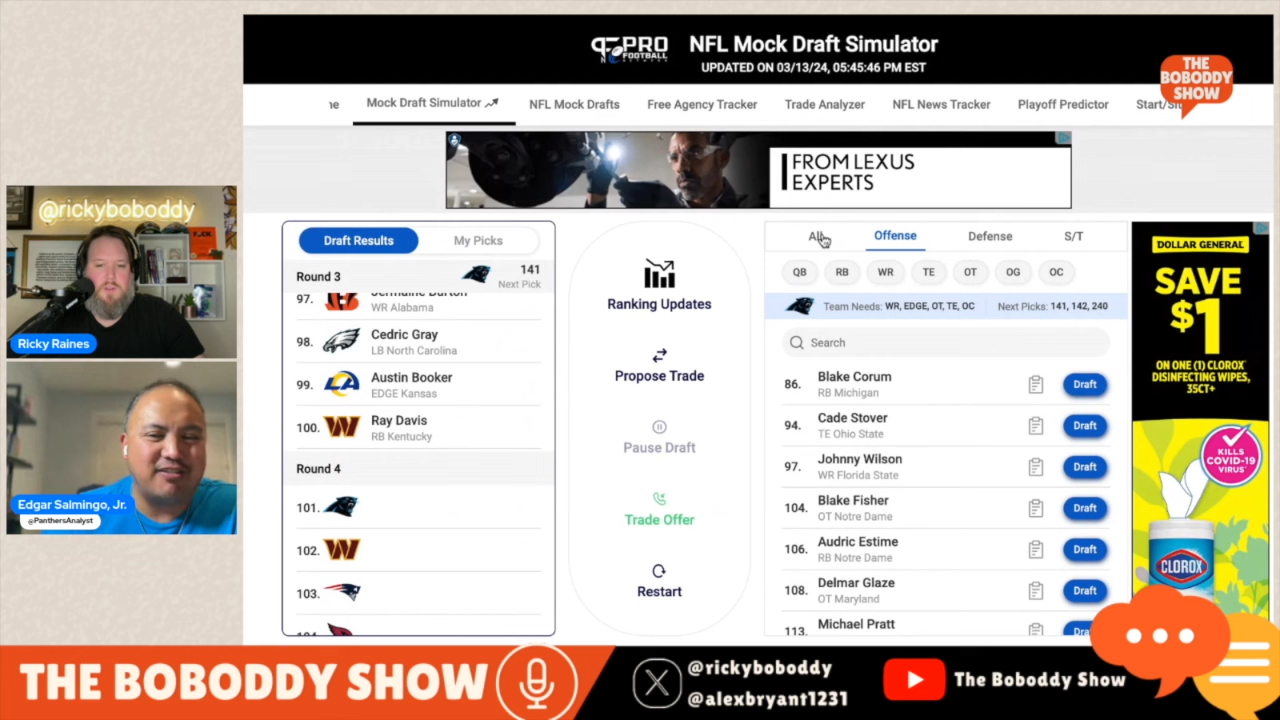 PRO
FOOTBALL
NETWORK
NFL Mock Draft Simulator
UPDATED ON 03/13/24, 05:45:46 PM EST
THE
BOBODDY
SHOW
ne
Mock Draft Simulator
NFL Mock Drafts
Free Agency Tracker
Trade Analyzer
NFL News Tracker
Playoff Predictor
Start/Sit
FROM LEXUS
EXPERTS
@rickyboboddy
Ricky Raines
Edgar Salmingo, Jr.
@PanthersAnalyst
Draft Results
My Picks
Round 3
141
Next Pick
97.
Jermaine Burton
WR Alabama
98.
Cedric Gray
LB North Carolina
99.
Austin Booker
EDGE Kansas
100.
Ray Davis
RB Kentucky
Round 4
101.
102.
103.
104.
Ranking Updates
Propose Trade
Pause Draft
Trade Offer
Restart
All
Offense
Defense
S/T
QB
RB
WR
TE
OT
OG
OC
Team Needs: WR, EDGE, OT, TE, OC
Next Picks: 141, 142, 240
Search
86.
Blake Corum
RB Michigan
Draft
94.
Cade Stover
TE Ohio State
Draft
97.
Johnny Wilson
WR Florida State
Draft
104.
Blake Fisher
OT Notre Dame
Draft
106.
Audric Estime
RB Notre Dame
Draft
108.
Delmar Glaze
OT Maryland
Draft
113.
Michael Pratt
Draft
DOLLAR GENERAL
SAVE
$1
ON ONE (1) CLOROX
DISINFECTING WIPES,
35CT+
KILLS
COVID-19
VIRUS*
CLOROX
THE BOBODDY SHOW
@rickyboboddy
@alexbryant1231
The Boboddy Show